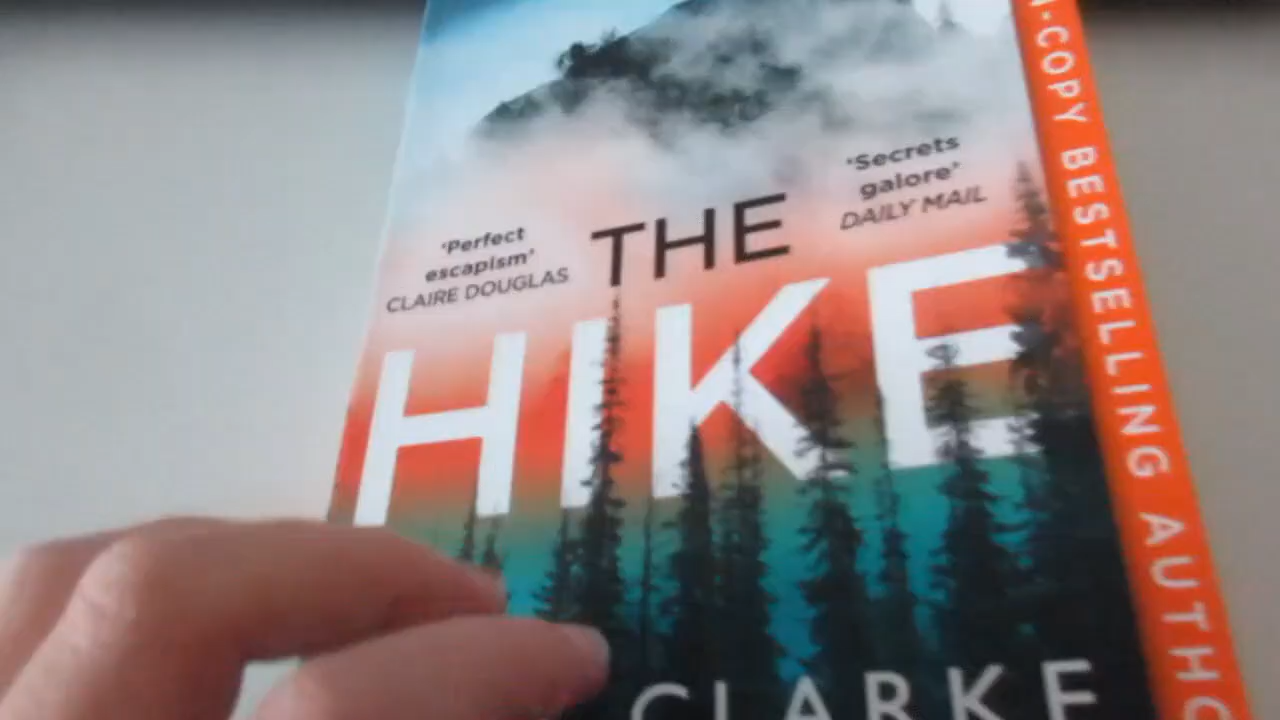 'Perfect
escapism'
CLAIRE DOUGLAS
THE
'Secrets
galore'
DAILY MAIL
HIKE
CLARKE
-COPY BESTSELLING AUTHO